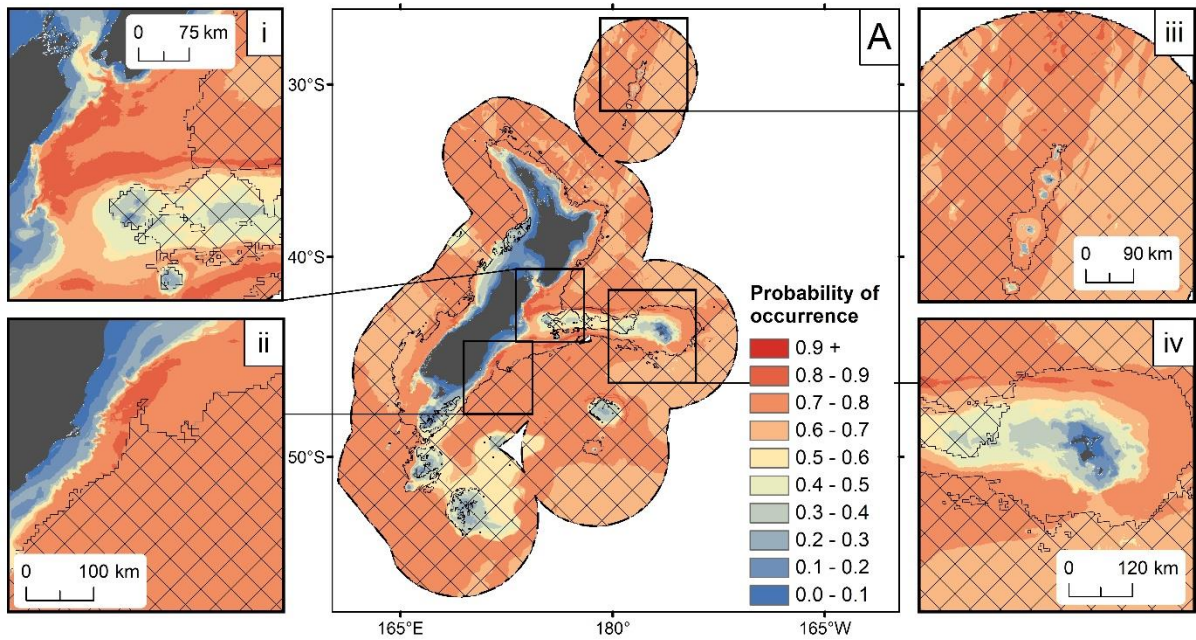 i
0 75 km
ii
0 100 km
A
30°S
40°S
50°S
165°E 180° 165°W
Probability of
occurrence
0.9 +
0.8 - 0.9
0.7 - 0.8
0.6 - 0.7
0.5 - 0.6
0.4 - 0.5
0.3 - 0.4
0.2 - 0.3
0.1 - 0.2
0.0 - 0.1
iii
0 90 km
iv
0 120 km